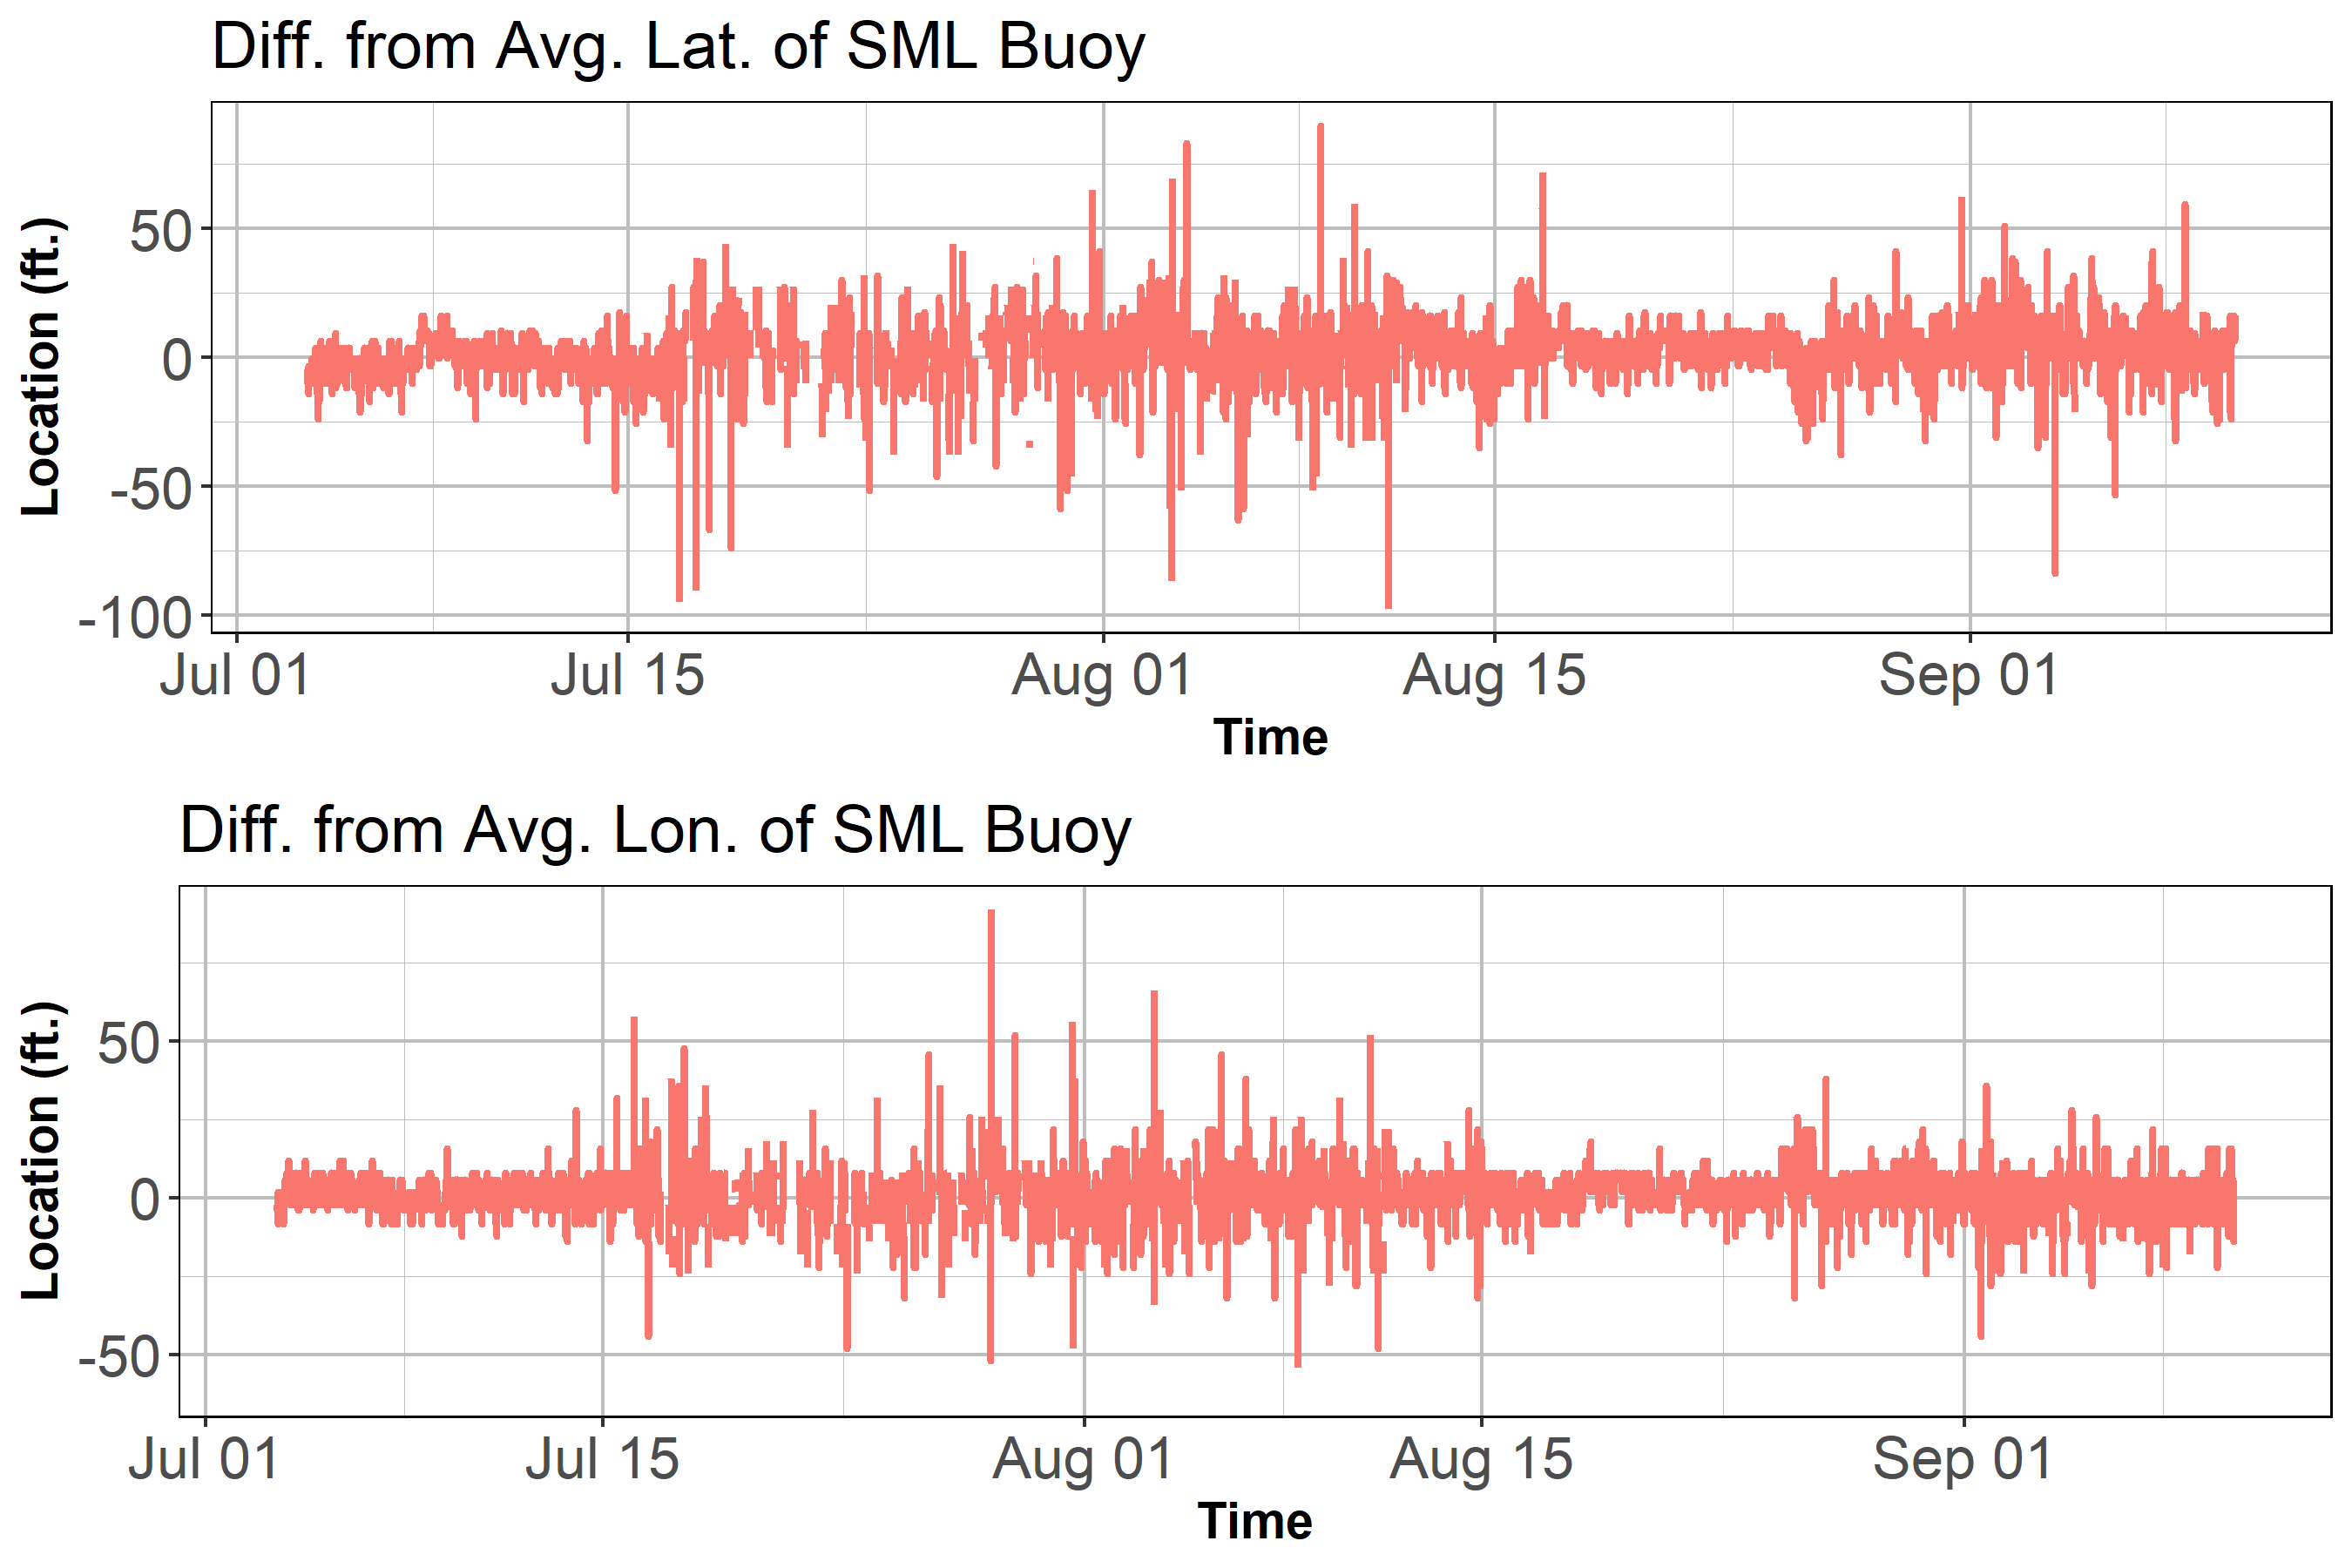 Diff. from Avg. Lat. of SML Buoy
Location (ft.)
50
0
-50
-100
Jul 01 Jul 15 Aug 01 Aug 15 Sep 01
Time
Diff. from Avg. Lon. of SML Buoy
Location (ft.)
50
0
-50
Jul 01 Jul 15 Aug 01 Aug 15 Sep 01
Time